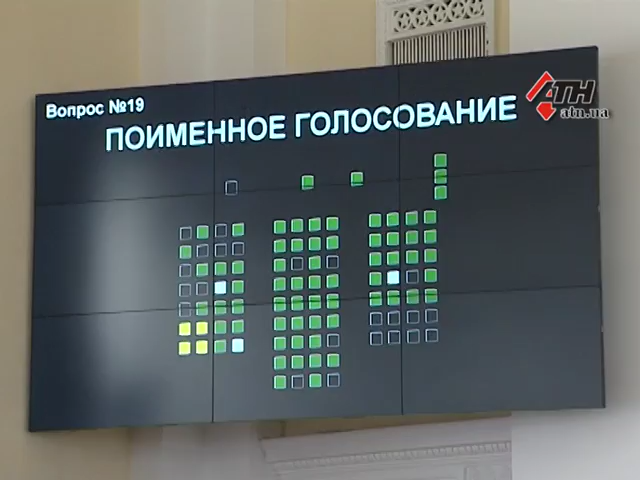 Вопрос №19
ПОИМЕННОЕ ГОЛОСОВАНИЕ
АТН
atn.ua